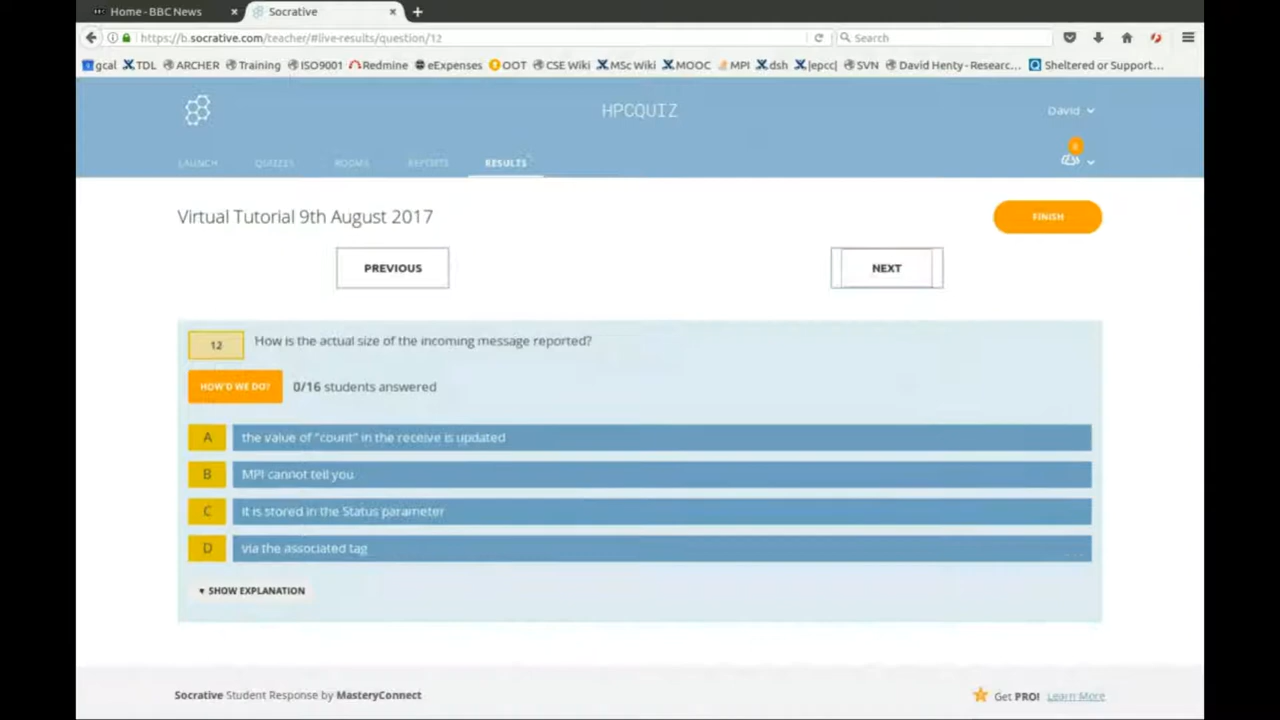 Home - BBC News
Socrative
https://b.socrative.com/teacher/#live-results/question/12
Search
gcal TDL ARCHER Training ISO9001 Redmine eExpenses OOT CSE Wiki MSc Wiki MOOC MPI dsh |epcc| SVN David Henty - Researc... Sheltered or Support...
HPCQUIZ
David
LAUNCH QUIZZES ROOMS REPORTS RESULTS
Virtual Tutorial 9th August 2017
FINISH
PREVIOUS
NEXT
12 How is the actual size of the incoming message reported?
HOW'D WE DO? 0/16 students answered
A the value of "count" in the receive is updated
B MPI cannot tell you
C it is stored in the Status parameter
D via the associated tag
SHOW EXPLANATION
Socrative Student Response by MasteryConnect
Get PRO! Learn More